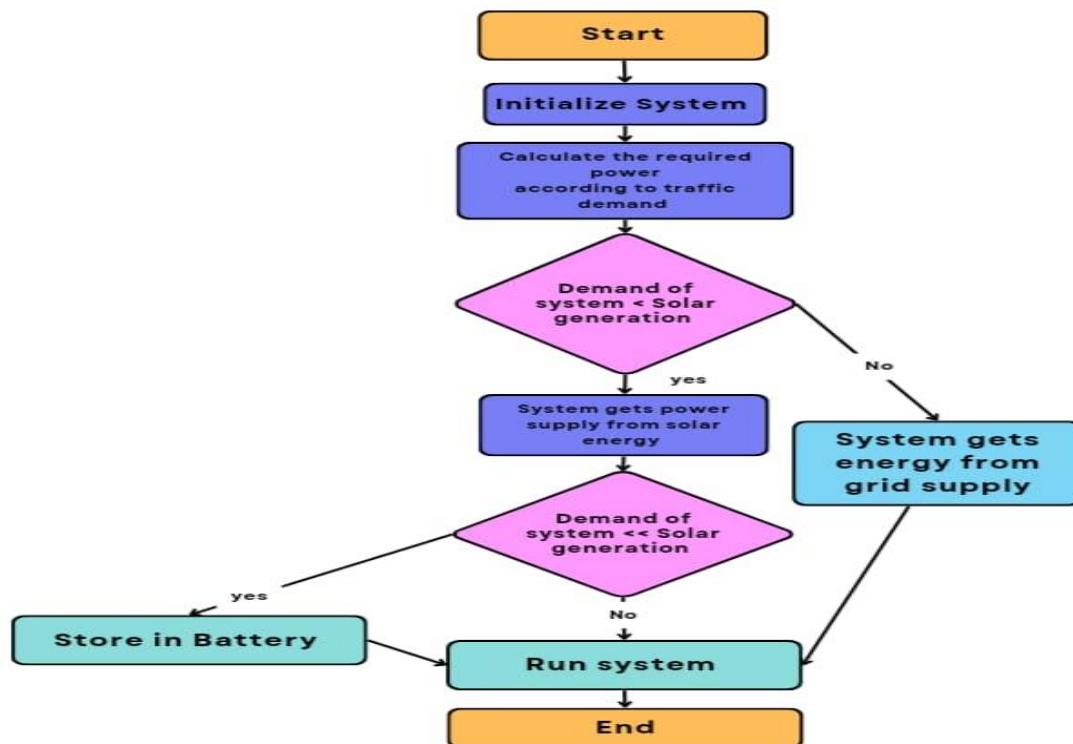 Start
Initialize System
Calculate the required
power
according to traffic
demand
Demand of
system < Solar
generation
No
yes
System gets power
supply from solar
energy
System gets
energy from
grid supply
Demand of
system << Solar
generation
yes
No
Store in Battery
Run system
End